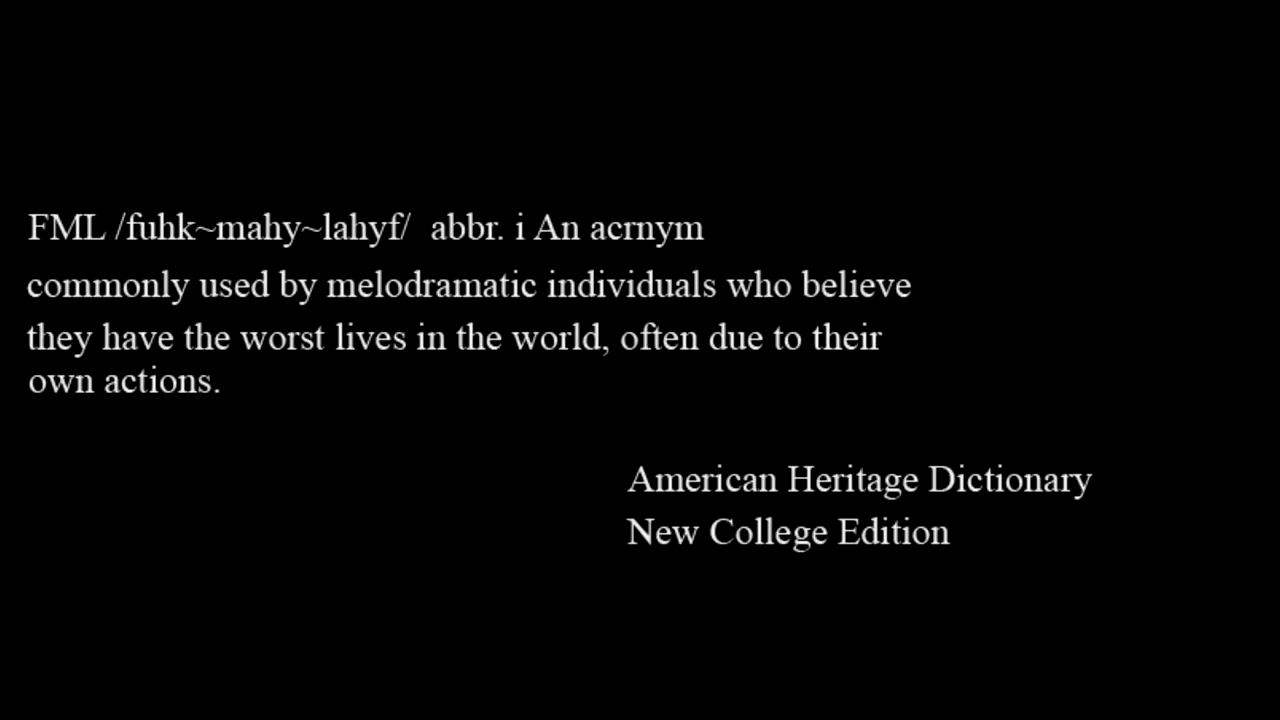 FML /fuhk~mahy~lahyf/ abbr. i An acrnym
commonly used by melodramatic individuals who believe
they have the worst lives in the world, often due to their
own actions.
American Heritage Dictionary
New College Edition